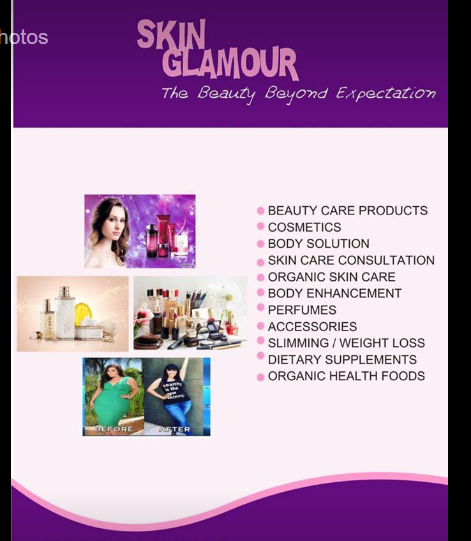 hotos
SKIN
GLAMOUR
The Beauty Beyond Expectation
BEAUTY CARE PRODUCTS
COSMETICS
BODY SOLUTION
SKIN CARE CONSULTATION
ORGANIC SKIN CARE
BODY ENHANCEMENT
PERFUMES
ACCESSORIES
SLIMMING / WEIGHT LOSS
DIETARY SUPPLEMENTS
ORGANIC HEALTH FOODS
BEFORE
AFTER